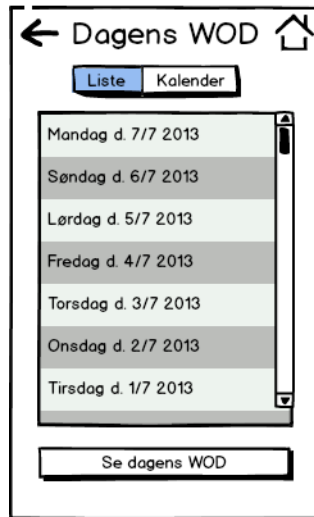 Dagens WOD
Liste Kalender
Mandag d. 7/7 2013
Søndag d. 6/7 2013
Lørdag d. 5/7 2013
Fredag d. 4/7 2013
Torsdag d. 3/7 2013
Onsdag d. 2/7 2013
Tirsdag d. 1/7 2013
Se dagens WOD